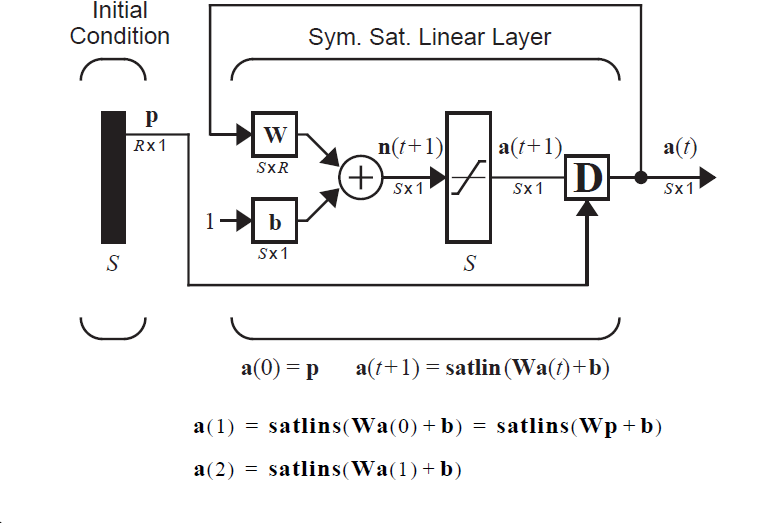 Initial
Condition
Sym. Sat. Linear Layer
p
Rx1
W
SxR
n(t+1)
Sx1
a(t+1)
Sx1
D
a(t)
Sx1
1
b
Sx1
S
S
a(0) = p a(t+1) = satlin(Wa(t)+b)
a(1) = satlins(Wa(0)+b) = satlins(Wp+b)
a(2) = satlins(Wa(1)+b)